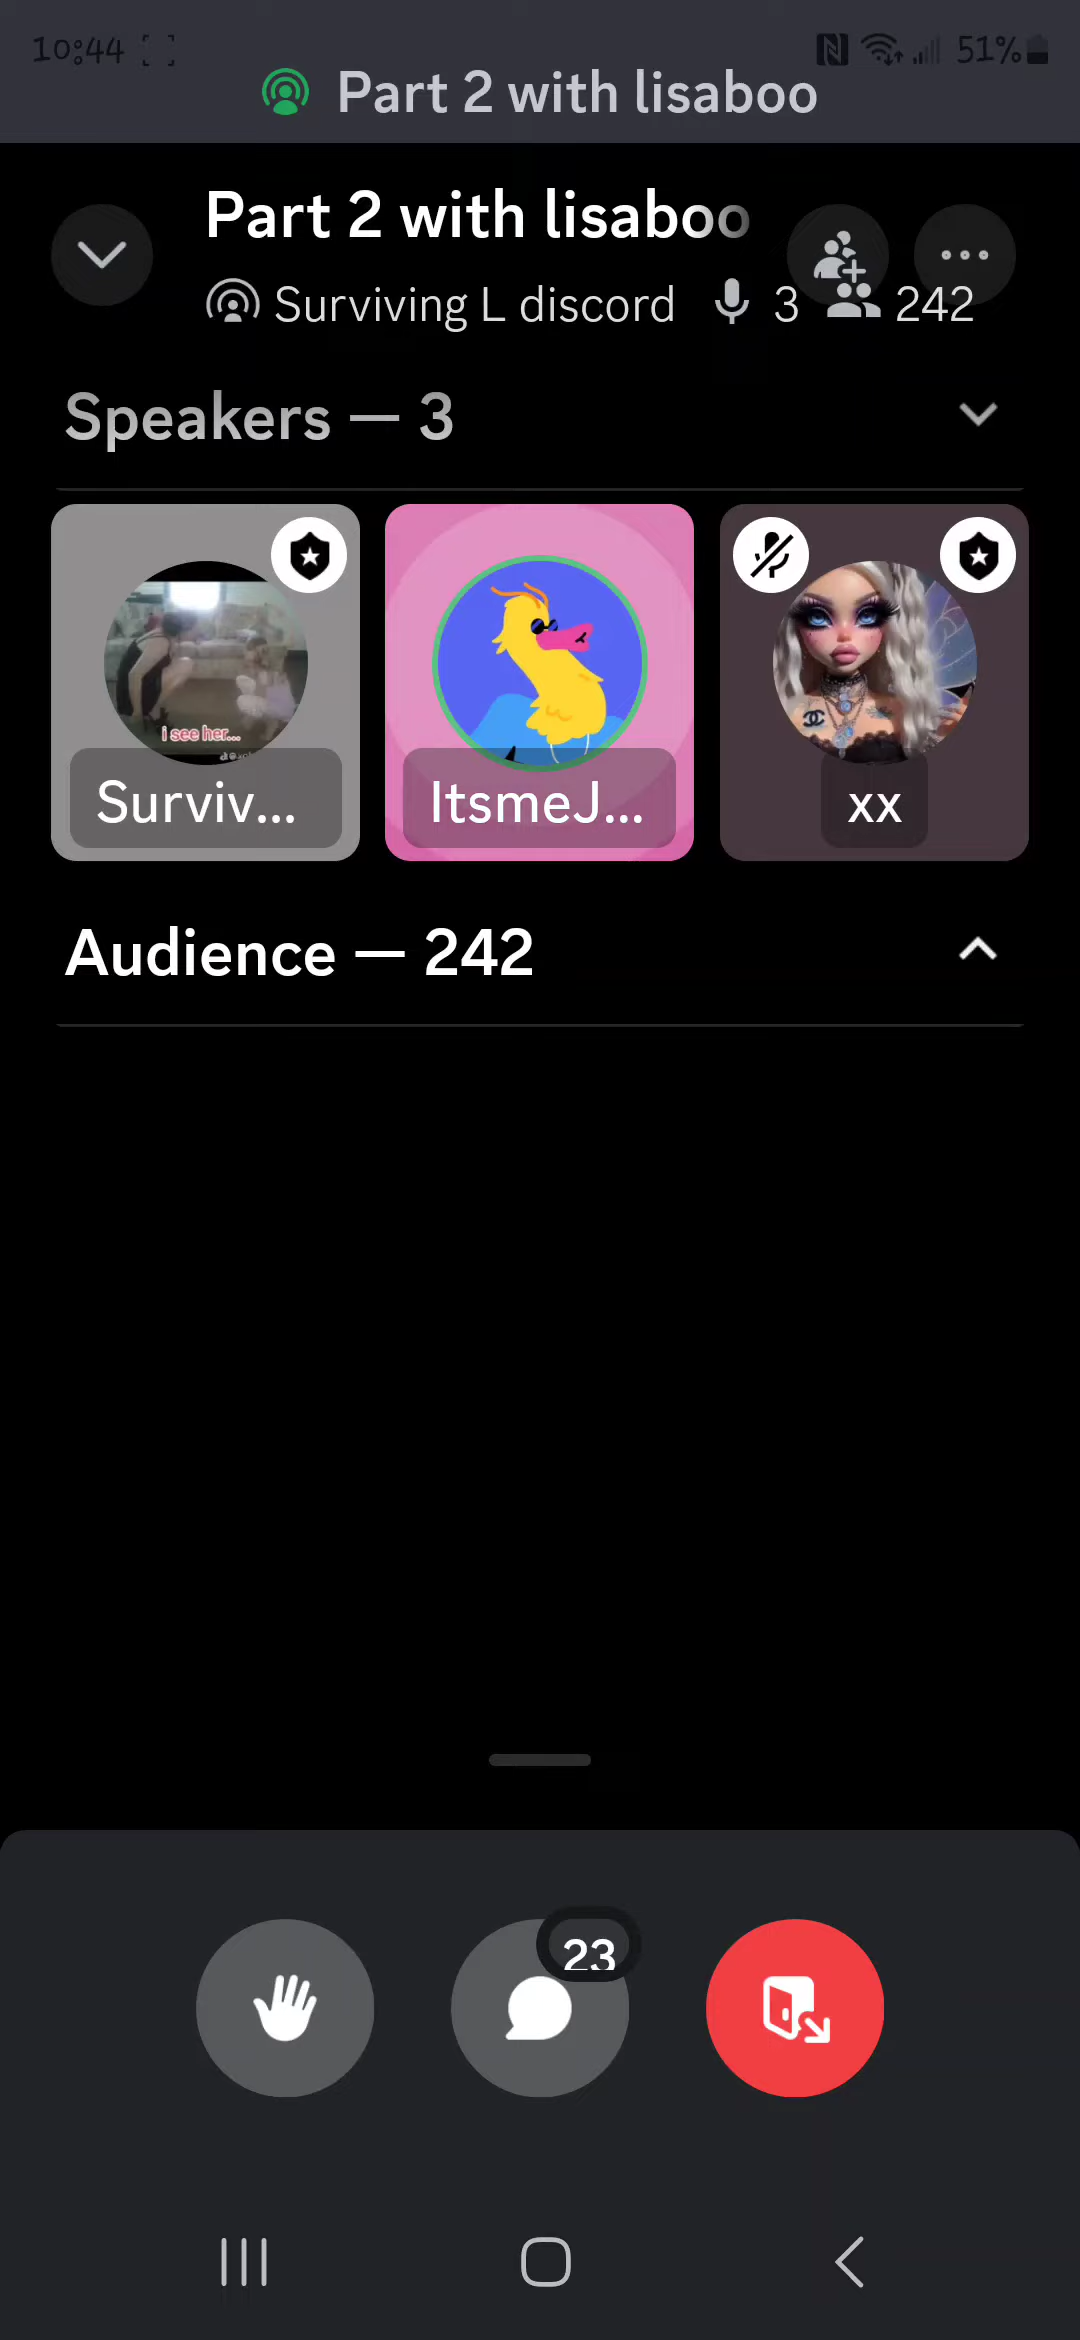 10:44 51%
Part 2 with lisaboo
Part 2 with lisaboo
Surviving L discord 3 242
Speakers — 3
i see her...
Surviv...
ItsmeJ...
xx
Audience — 242
23